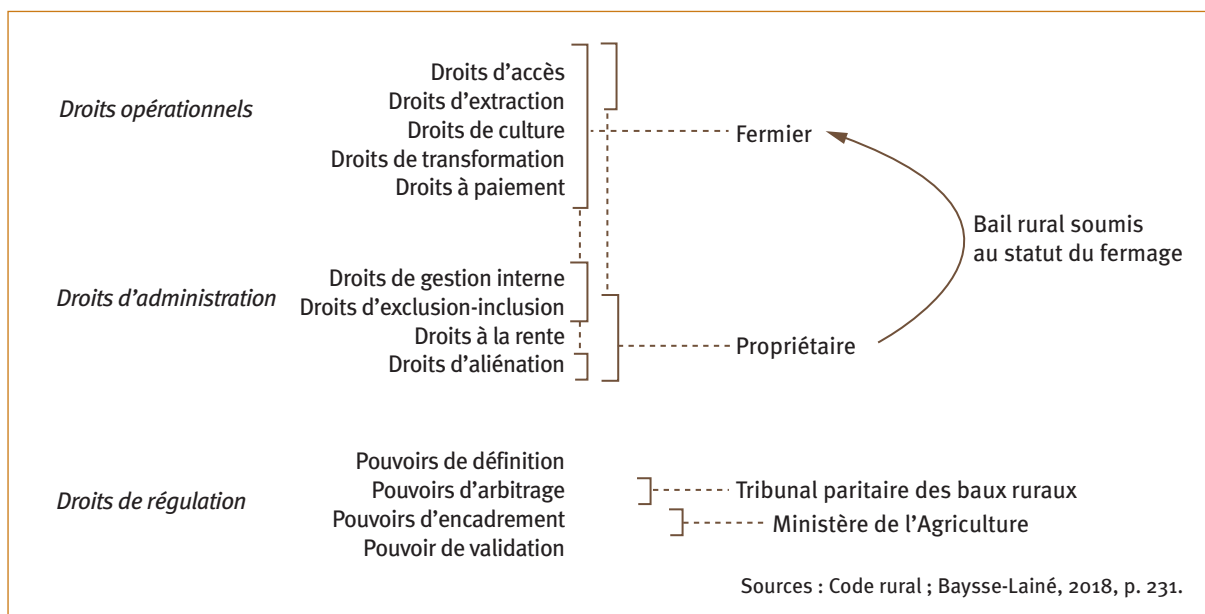 Droits opérationnels
Droits d'accès
Droits d'extraction
Droits de culture
Droits de transformation
Droits à paiement
Fermier
Bail rural soumis
au statut du fermage
Droits d'administration
Droits de gestion interne
Droits d'exclusion-inclusion
Droits à la rente
Droits d'aliénation
Propriétaire
Droits de régulation
Pouvoirs de définition
Pouvoirs d'arbitrage
Pouvoirs d'encadrement
Pouvoir de validation
Tribunal paritaire des baux ruraux
Ministère de l'Agriculture
Sources : Code rural ; Baysse-Lainé, 2018, p. 231.